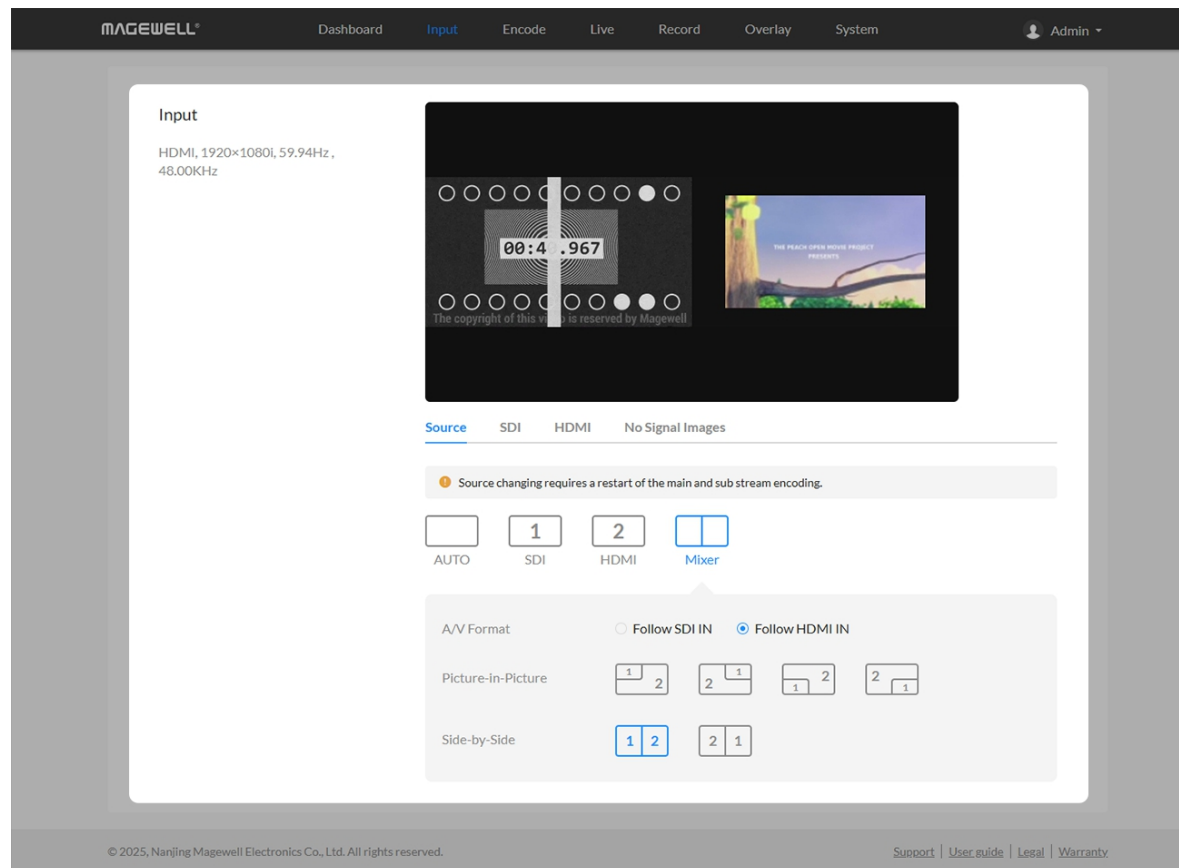 MAGEWELL®
Dashboard Input Encode Live Record Overlay System Admin
Input
HDMI, 1920×1080i, 59.94Hz ,
48.00KHz
00:4 .967
The copyright of this is reserved by Magewell
THE PEACH OPEN MOVIE PROJECT
PRESENTS
Source SDI HDMI No Signal Images
Source changing requires a restart of the main and sub stream encoding.
1 2
AUTO SDI HDMI Mixer
A/V Format Follow SDI IN Follow HDMI IN
Picture-in-Picture 1 2 2 1 1 2 2 1
Side-by-Side 1 2 2 1
© 2025, Nanjing Magewell Electronics Co., Ltd. All rights reserved.
Support | User guide | Legal | Warranty